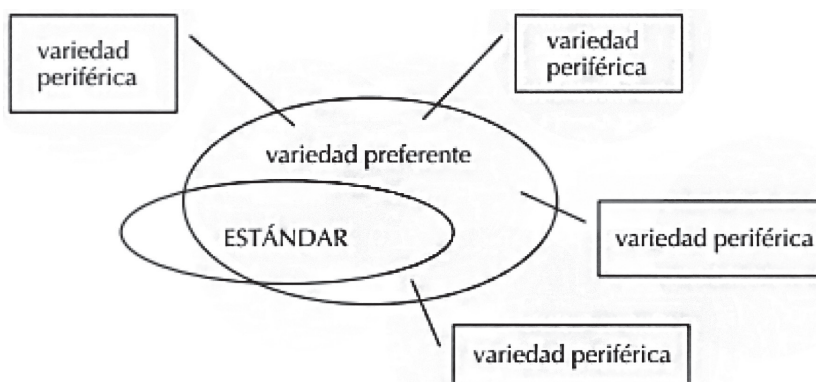 variedad
periférica
variedad
periférica
variedad preferente
ESTÁNDAR
variedad periférica
variedad periférica